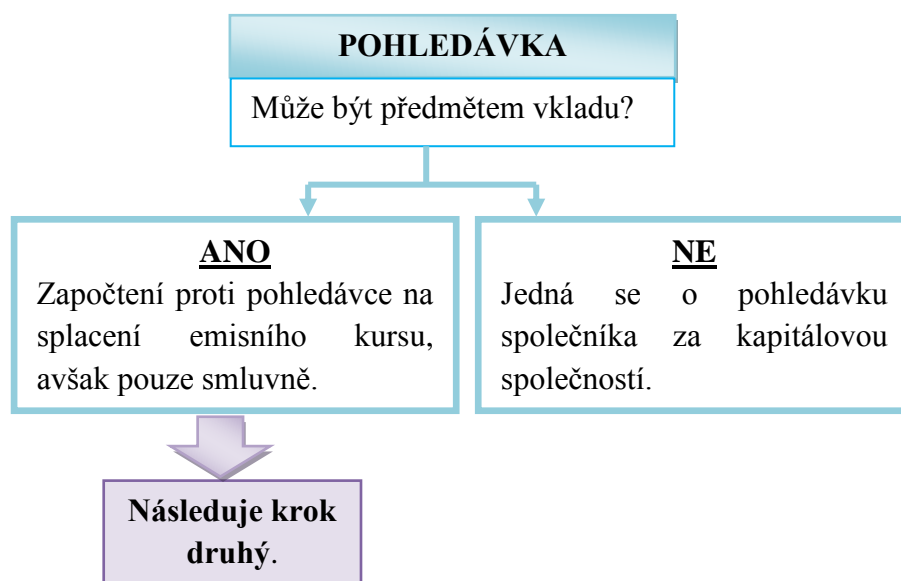 POHLEDÁVKA
Může být předmětem vkladu?
ANO
Započtení proti pohledávce na
splacení emisního kursu,
avšak pouze smluvně.
NE
Jedná se o pohledávku
společníka za kapitálovou
společností.
Následuje krok
druhý.